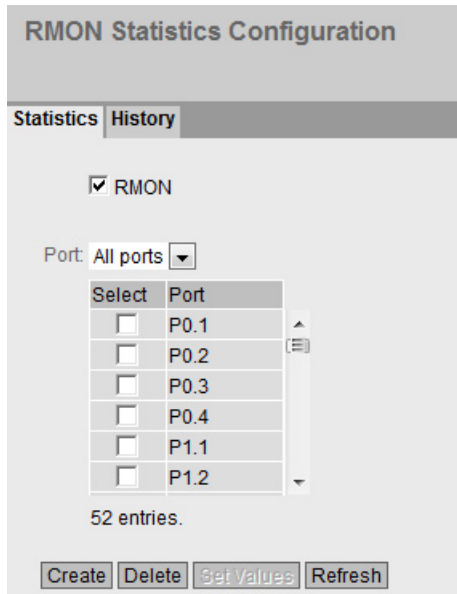 RMON Statistics Configuration
Statistics History
RMON
Port: All ports
Select Port
P0.1
P0.2
P0.3
P0.4
P1.1
P1.2
52 entries.
Create Delete Set Values Refresh